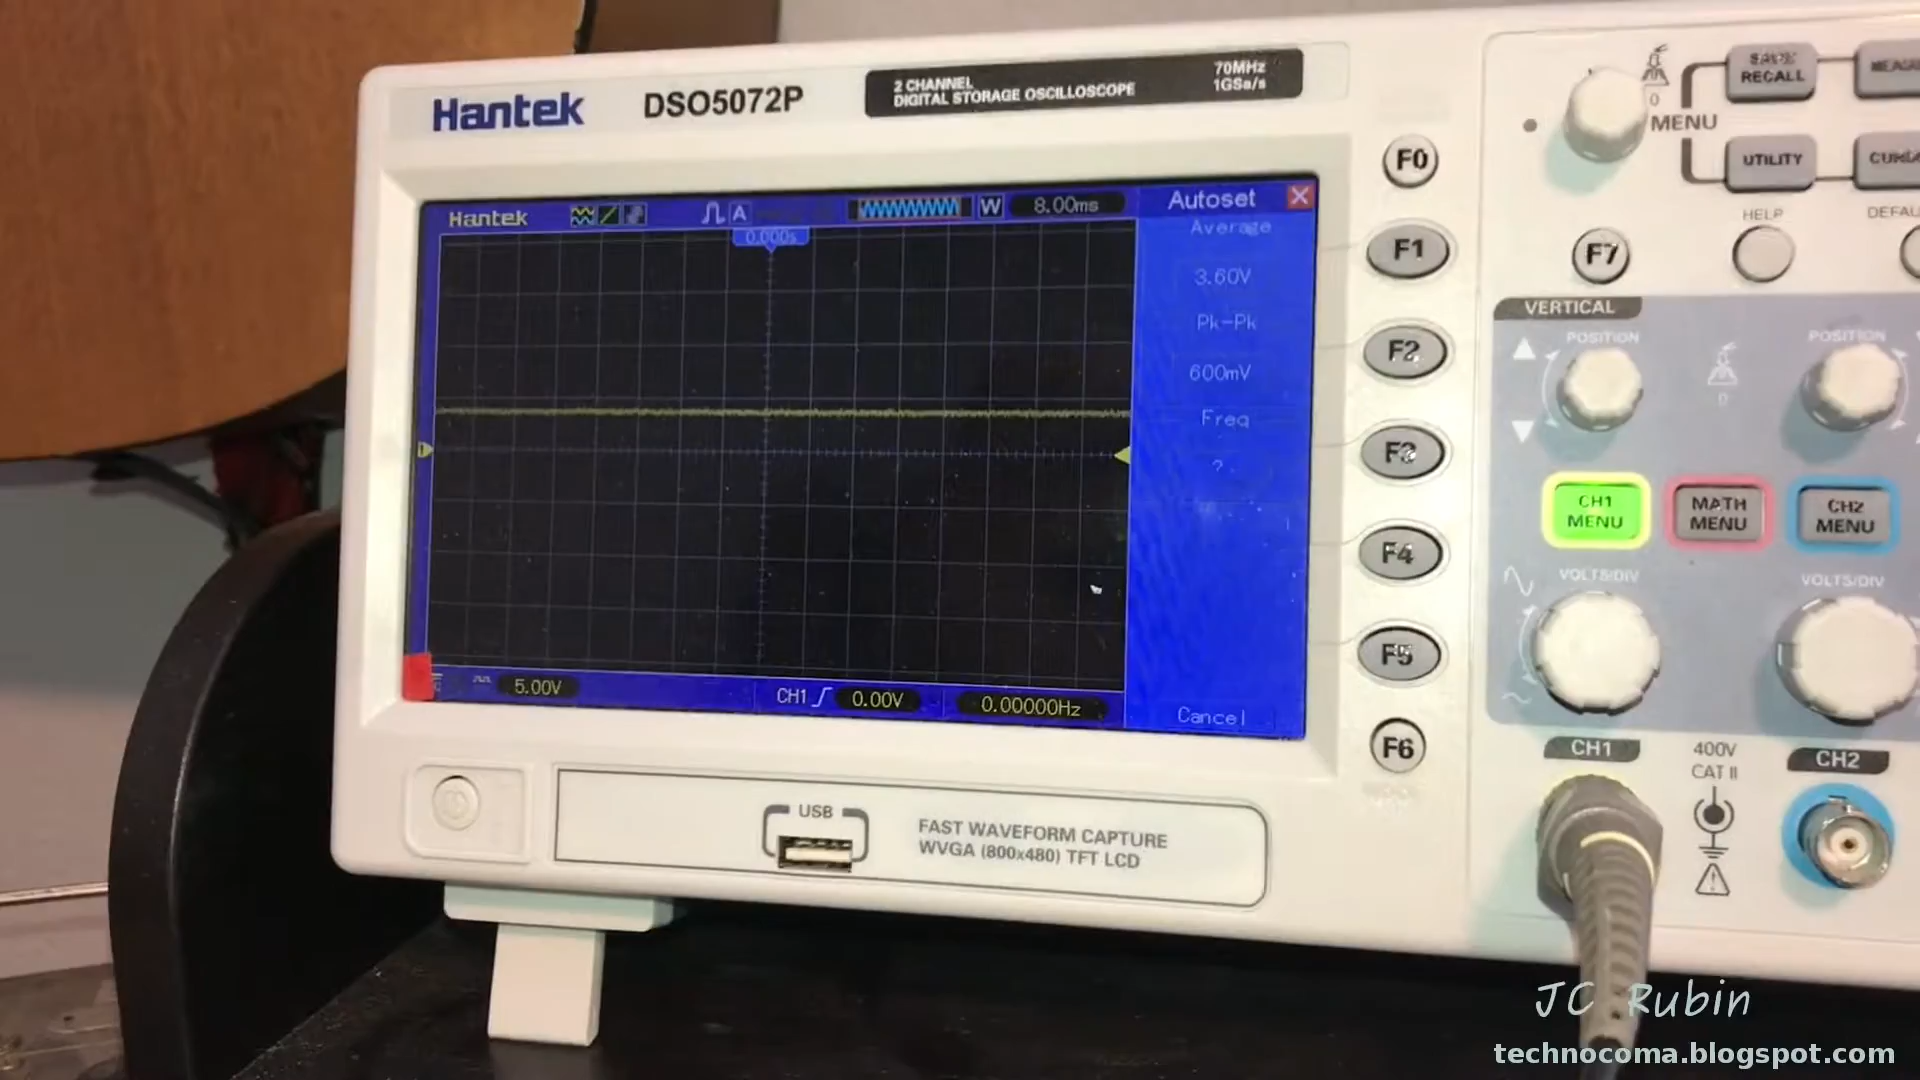 Hantek DSO5072P
2 CHANNEL
DIGITAL STORAGE OSCILLOSCOPE
70MHz
1GSa/s
Hantek
A
W
8.00ms
0.000s
Autoset
Average
3.60V
Pk-Pk
600mV
Freq
?
Cancel
1
5.00V
CH1
0.00V
0.00000Hz
F0
F1
F2
F3
F4
F5
F6
F7
0
MENU
RECALL
UTILITY
HELP
VERTICAL
POSITION
POSITION
0
CH1
MENU
MATH
MENU
CH2
MENU
VOLTS/DIV
VOLTS/DIV
CH1
400V
CAT II
CH2
USB
FAST WAVEFORM CAPTURE
WVGA (800x480) TFT LCD
JC Rubin
technocoma.blogspot.com